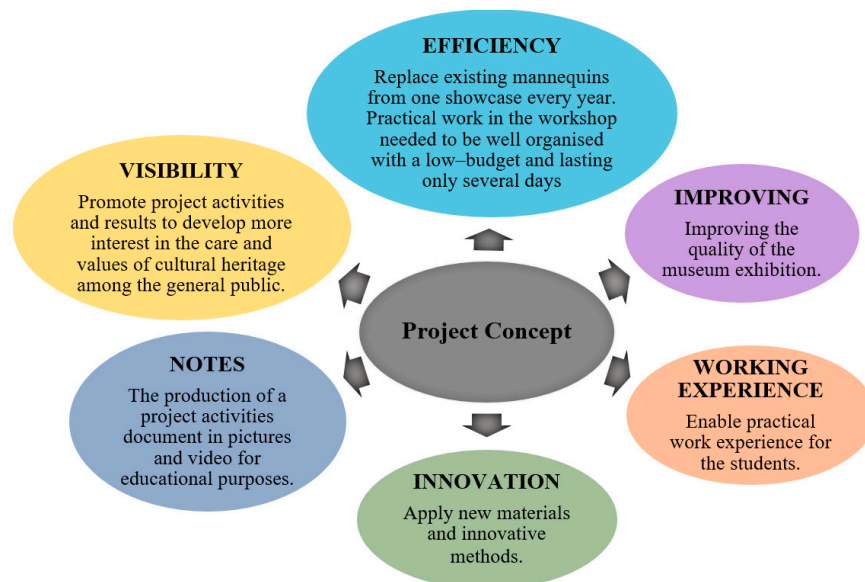 EFFICIENCY
Replace existing mannequins
from one showcase every year.
Practical work in the workshop
needed to be well organised
with a low–budget and lasting
only several days
VISIBILITY
Promote project activities
and results to develop more
interest in the care and
values of cultural heritage
among the general public.
IMPROVING
Improving the
quality of the
museum exhibition.
Project Concept
NOTES
The production of a
project activities
document in pictures
and video for
educational purposes.
WORKING
EXPERIENCE
Enable practical
work experience for
the students.
INNOVATION
Apply new materials
and innovative
methods.